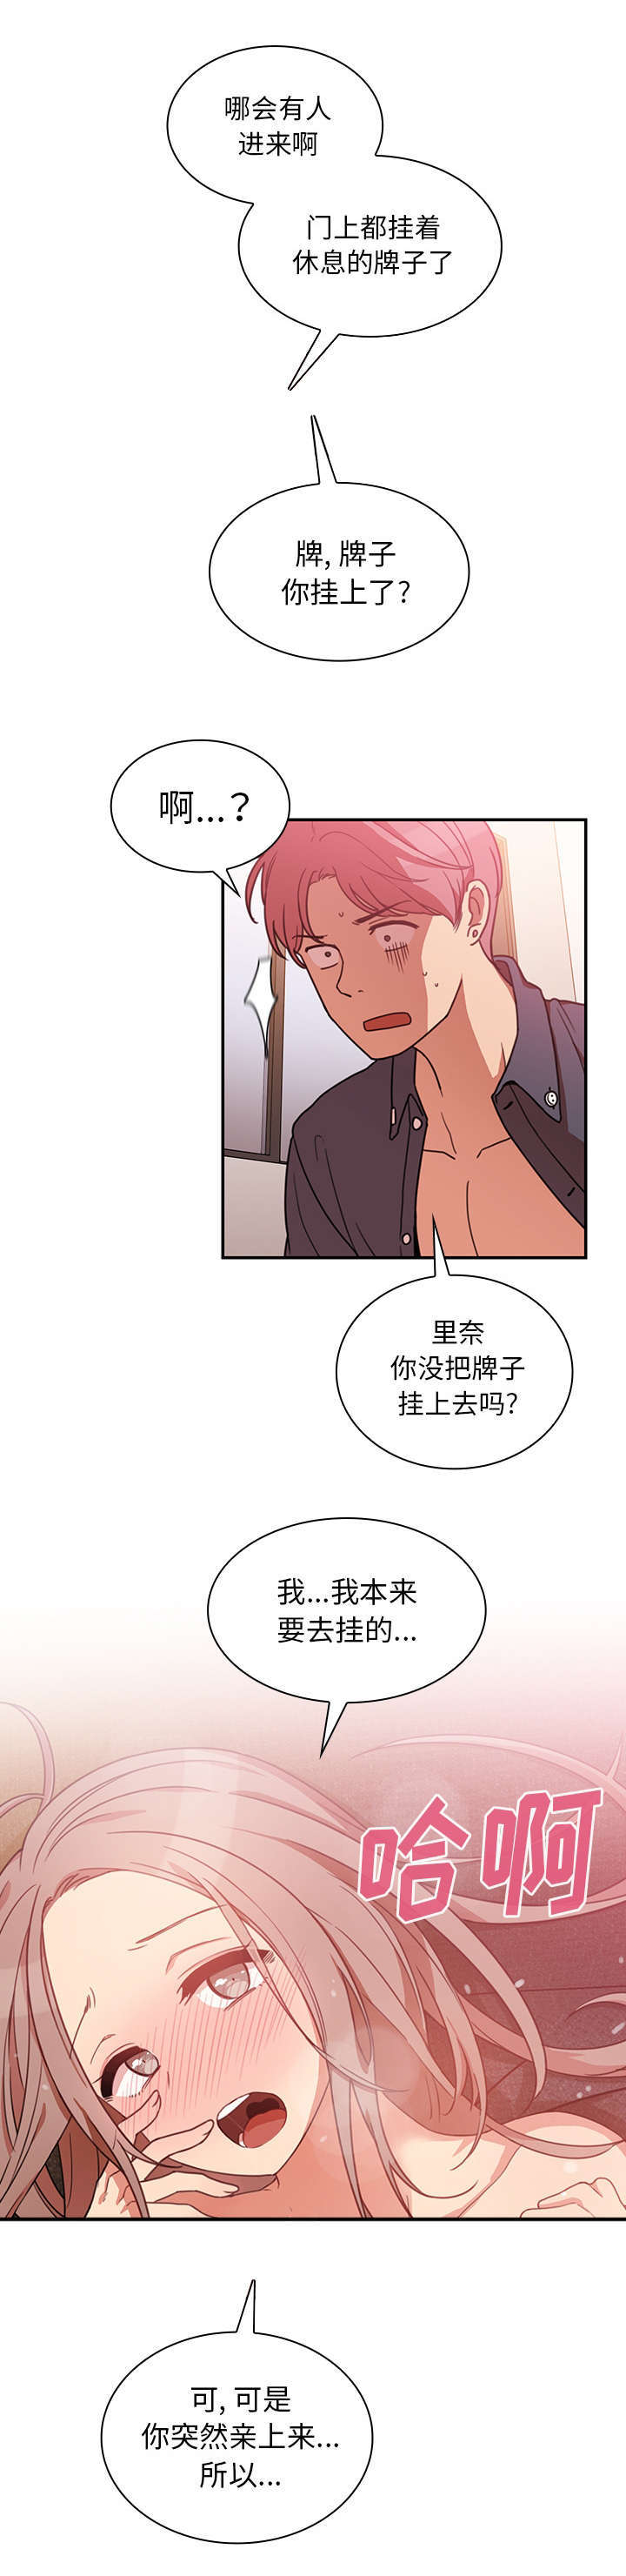 哪会有人
进来啊
门上都挂着
休息的牌子了
牌, 牌子
你挂上了?
啊...?
里奈
你没把牌子
挂上去吗?
我...我本来
要去挂的...
哈啊
可, 可是
你突然亲上来...
所以...